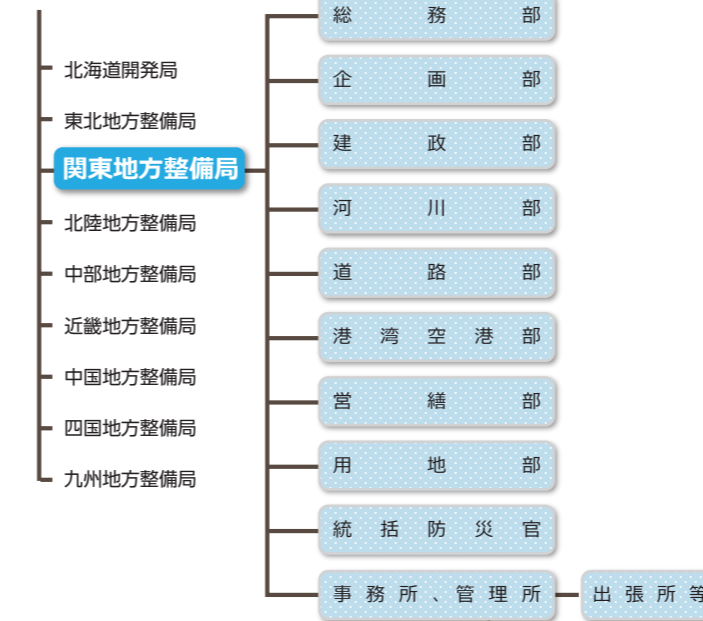 北海道開発局
東北地方整備局
関東地方整備局
北陸地方整備局
中部地方整備局
近畿地方整備局
中国地方整備局
四国地方整備局
九州地方整備局
総務部
企画部
建政部
河川部
道路部
港湾空港部
営繕部
用地部
統括防災官
事務所、管理所
出張所等